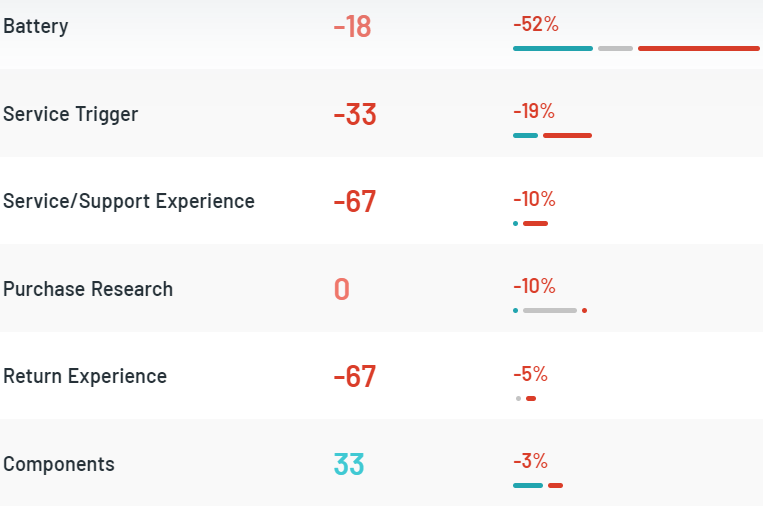 Battery -18 -52%
Service Trigger -33 -19%
Service/Support Experience -67 -10%
Purchase Research 0 -10%
Return Experience -67 -5%
Components 33 -3%